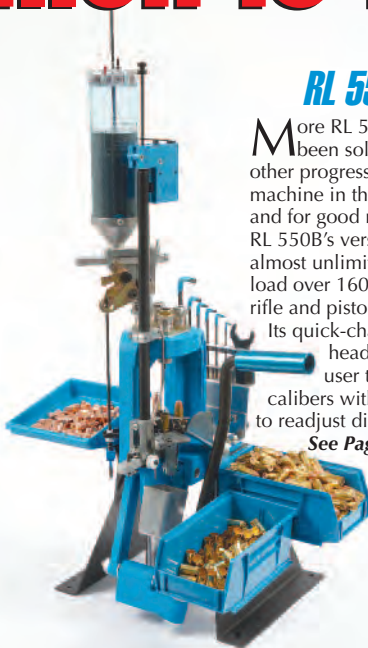 RL 55
More RL 5
been sol
other progres
machine in th
and for good r
RL 550B's vers
almost unlimit
load over 160
rifle and pisto
Its quick-cha
head
user t
calibers with
to readjust di
See Pag